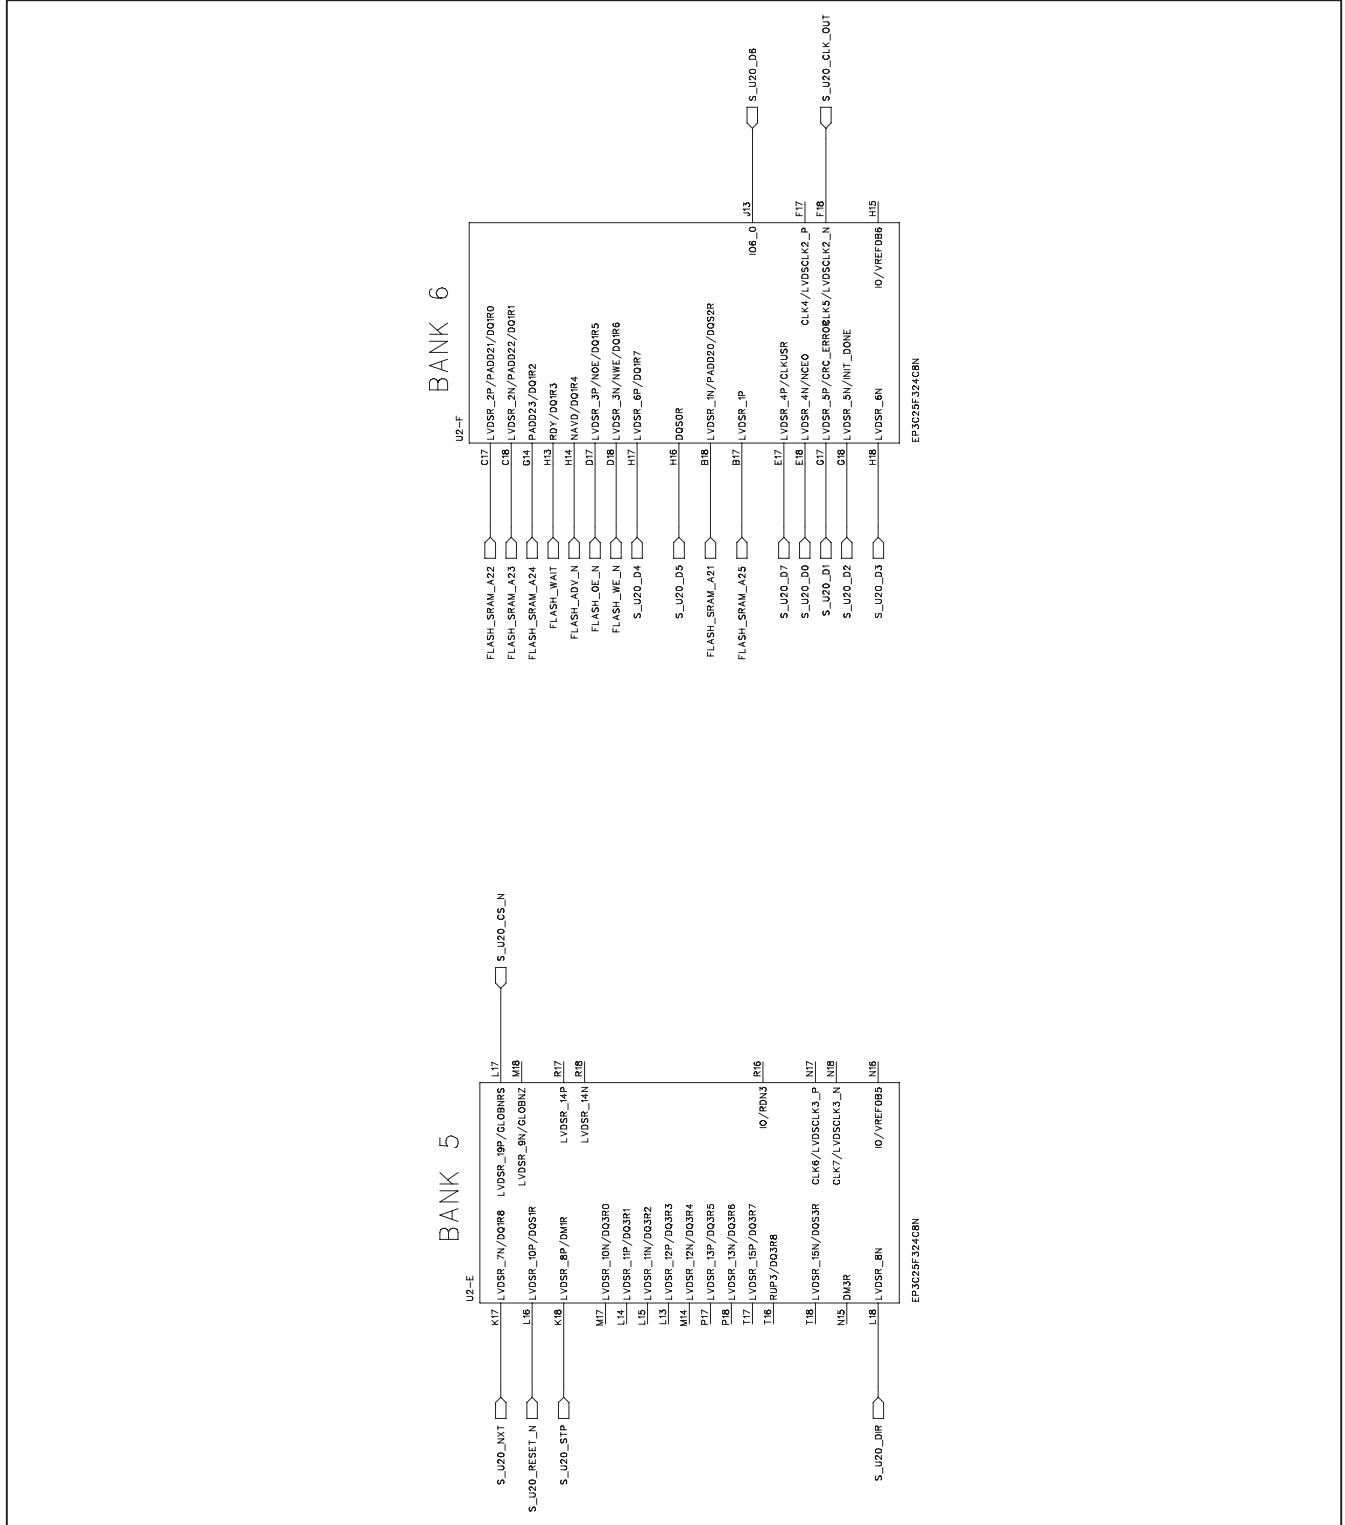 BANK 6
U2-F
FLASH_SRAM_A22 C17 LVDSR_2P/PADD21/DQ1R0
FLASH_SRAM_A23 C18 LVDSR_2N/PADD22/DQ1R1
FLASH_SRAM_A24 G14 PADD23/DQ1R2
FLASH_WAIT H13 RDY/DQ1R3
FLASH_ADV_N H14 NAVD/DQ1R4
FLASH_OE_N D17 LVDSR_3P/NOE/DQ1R5
FLASH_WE_N D18 LVDSR_3N/NWE/DQ1R6
S_U20_D4 H17 LVDSR_6P/DQ1R7
S_U20_D5 H16 DQS0R
FLASH_SRAM_A21 B18 LVDSR_1N/PADD20/DQS2R
FLASH_SRAM_A25 B17 LVDSR_1P
IO6_0 J13 S_U20_D6
S_U20_D7 E17 LVDSR_4P/CLKUSR
S_U20_D0 E18 LVDSR_4N/NCEO CLK4/LVDSCLK2_P F17
S_U20_D1 G17 LVDSR_5P/CRC_ERROR CLK5/LVDSCLK2_N F18 S_U20_CLK_OUT
S_U20_D2 G18 LVDSR_5N/INIT_DONE
S_U20_D3 H18 LVDSR_6N IO/VREF0B6 H15
EP3C25F324C8N
BANK 5
U2-E
S_U20_NXT K17 LVDSR_7N/DQ1R8 LVDSR_19P/GLOBNRS L17 S_U20_CS_N
LVDSR_9N/GLOBNZ M18
S_U20_RESET_N L16 LVDSR_10P/DQS1R
S_U20_STP K18 LVDSR_8P/DM1R LVDSR_14P R17
LVDSR_14N R18
M17 LVDSR_10N/DQ3R0
L14 LVDSR_11P/DQ3R1
L15 LVDSR_11N/DQ3R2
L13 LVDSR_12P/DQ3R3
M14 LVDSR_12N/DQ3R4
P17 LVDSR_13P/DQ3R5
P18 LVDSR_13N/DQ3R6
T17 LVDSR_15P/DQ3R7 IO/RDN3 R16
T16 RUP3/DQ3R8
T18 LVDSR_15N/DQS3R CLK6/LVDSCLK3_P N17
CLK7/LVDSCLK3_N N18
N15 DM3R
S_U20_DIR L18 LVDSR_8N IO/VREF0B5 N16
EP3C25F324C8N